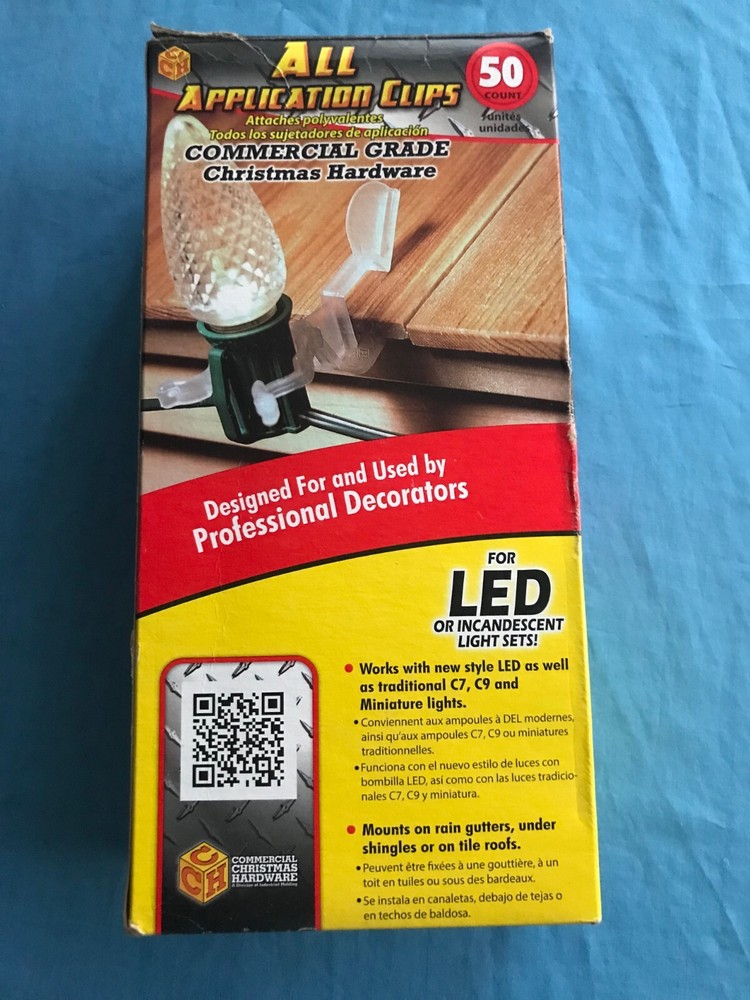 CCH
ALL
APPLICATION CLIPS
50
COUNT
unités
unidades
Attaches polyvalentes
Todos los sujetadores de aplicación
COMMERCIAL GRADE
Christmas Hardware
Designed For and Used by
Professional Decorators
FOR
LED
OR INCANDESCENT
LIGHT SETS!
• Works with new style LED as well
as traditional C7, C9 and
Miniature lights.
• Conviennent aux ampoules à DEL modernes,
ainsi qu'aux ampoules C7, C9 ou miniatures
traditionnelles.
• Funciona con el nuevo estilo de luces con
bombilla LED, así como con las luces tradicio-
nales C7, C9 y miniatura.
• Mounts on rain gutters, under
shingles or on tile roofs.
• Peuvent être fixées à une gouttière, à un
toit en tuiles ou sous des bardeaux.
• Se instala en canaletas, debajo de tejas o
en techos de baldosa.
CCH
COMMERCIAL
CHRISTMAS
HARDWARE
A Division of Industrial Molding